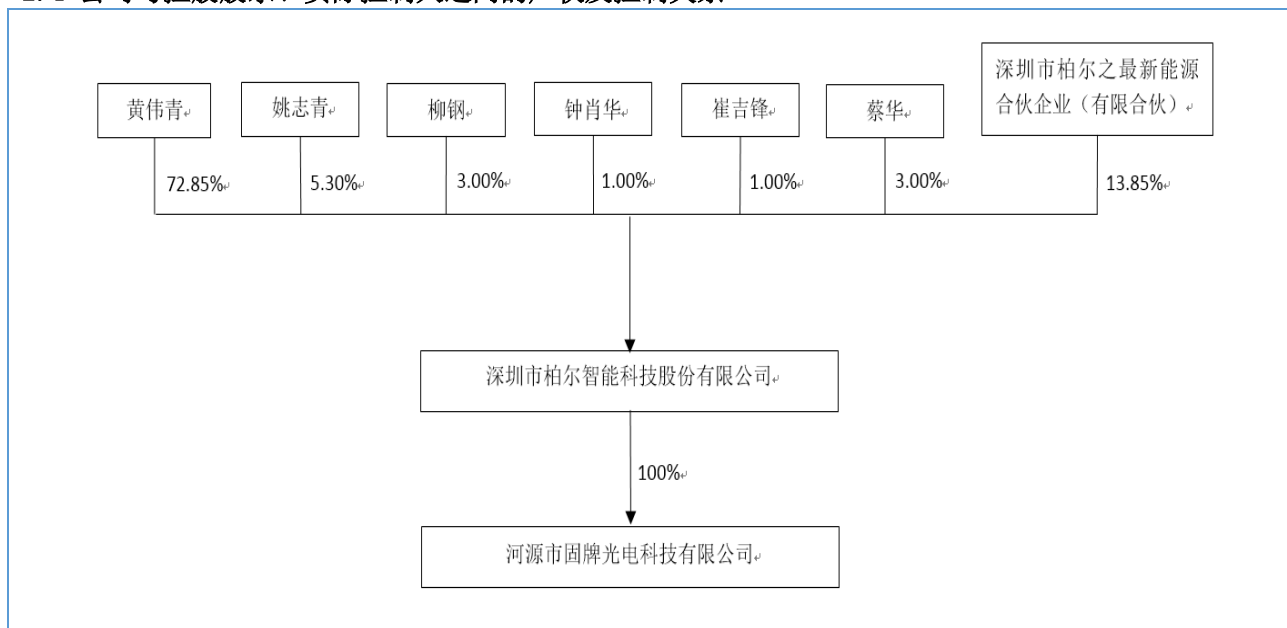 黄伟青
姚志青
柳钢
钟肖华
崔吉锋
蔡华
深圳市柏尔之最新能源
合伙企业（有限合伙）
72.85%
5.30%
3.00%
1.00%
1.00%
3.00%
13.85%
深圳市柏尔智能科技股份有限公司
100%
河源市固牌光电科技有限公司